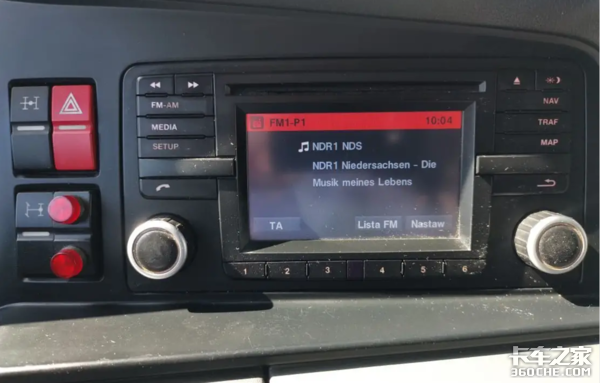 FM-AM
MEDIA
SETUP
FM1-P1 10:04
NDR1 NDS
NDR1 Niedersachsen - Die
Musik meines Lebens
TA Lista FM Nastaw
NAV
TRAF
MAP
1 2 3 4 5 6
卡车之家
360CHE.COM